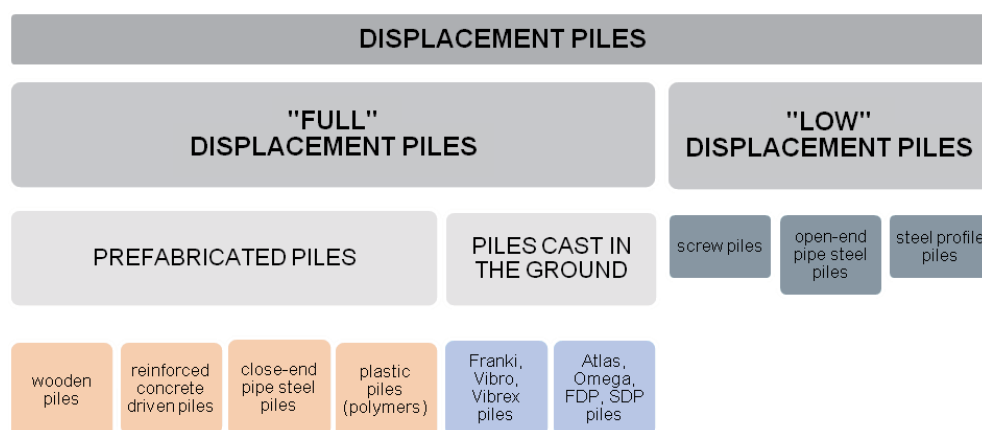 DISPLACEMENT PILES
"FULL"
DISPLACEMENT PILES
"LOW"
DISPLACEMENT PILES
PREFABRICATED PILES
PILES CAST IN
THE GROUND
screw piles
open-end
pipe steel
piles
steel profile
piles
wooden
piles
reinforced
concrete
driven piles
close-end
pipe steel
piles
plastic
piles
(polymers)
Franki,
Vibro,
Vibrex
piles
Atlas,
Omega,
FDP, SDP
piles